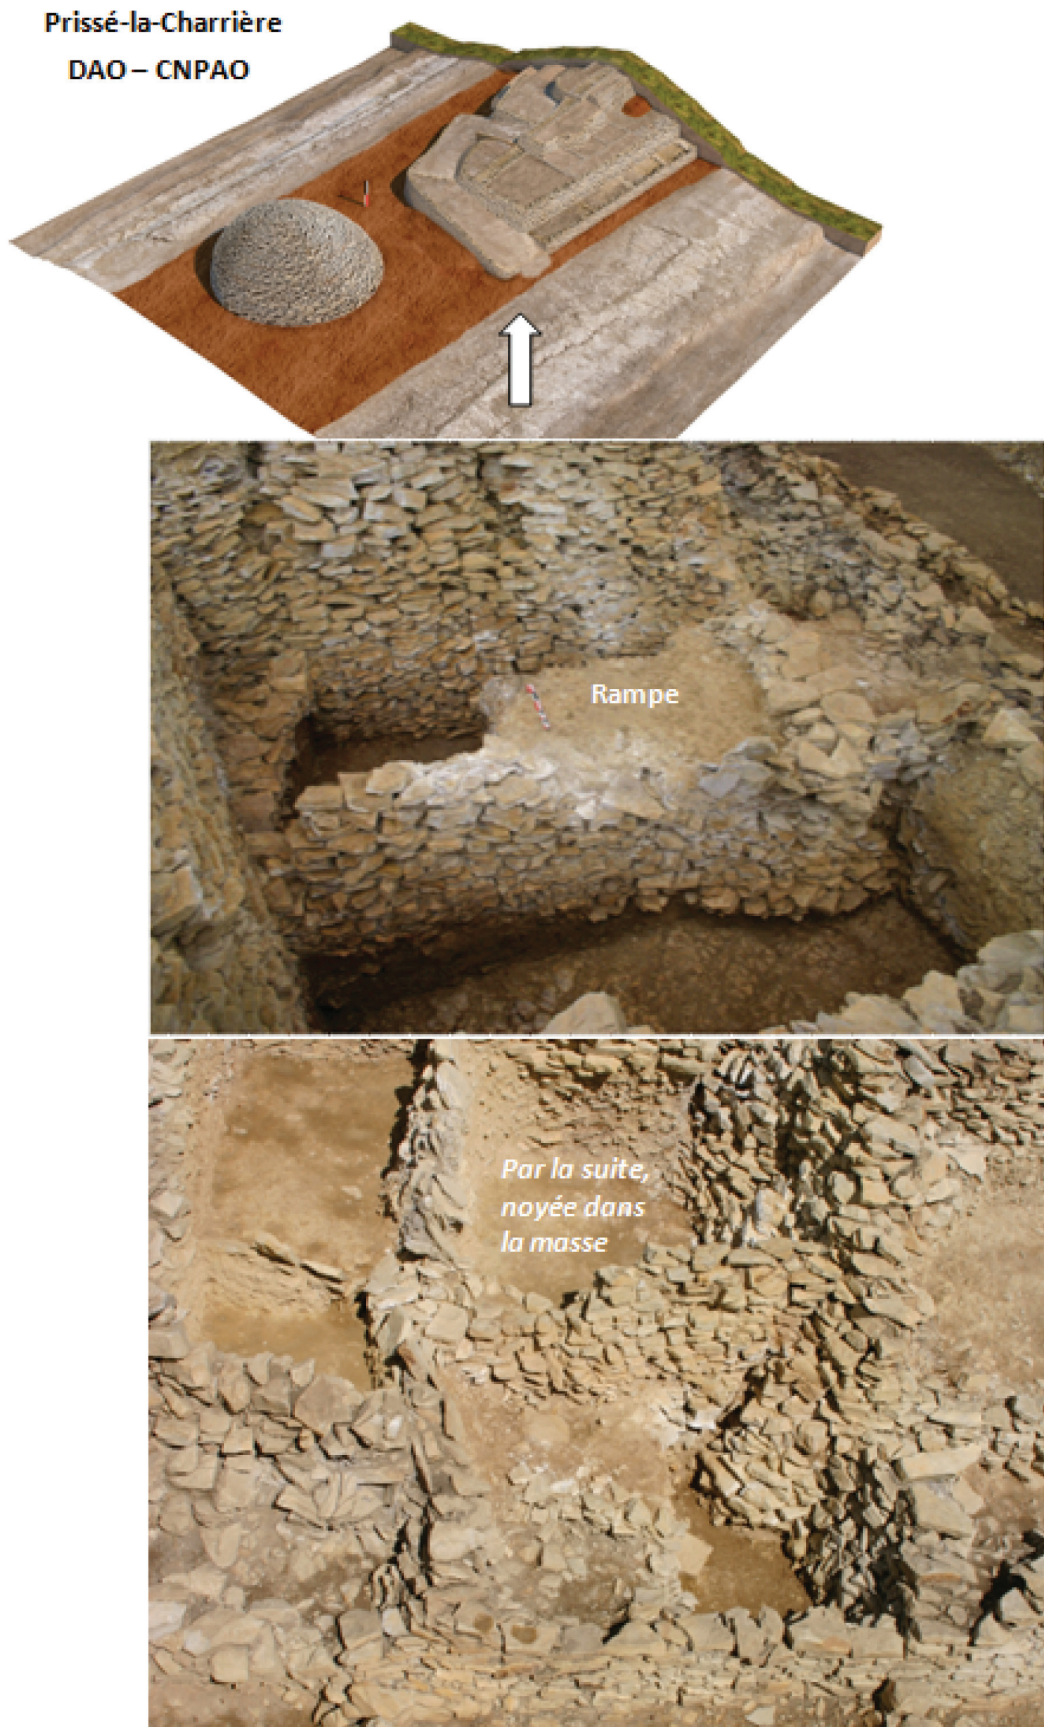 Prissé-la-Charrière
DAO – CNPAO
Rampe
Par la suite,
noyée dans
la masse